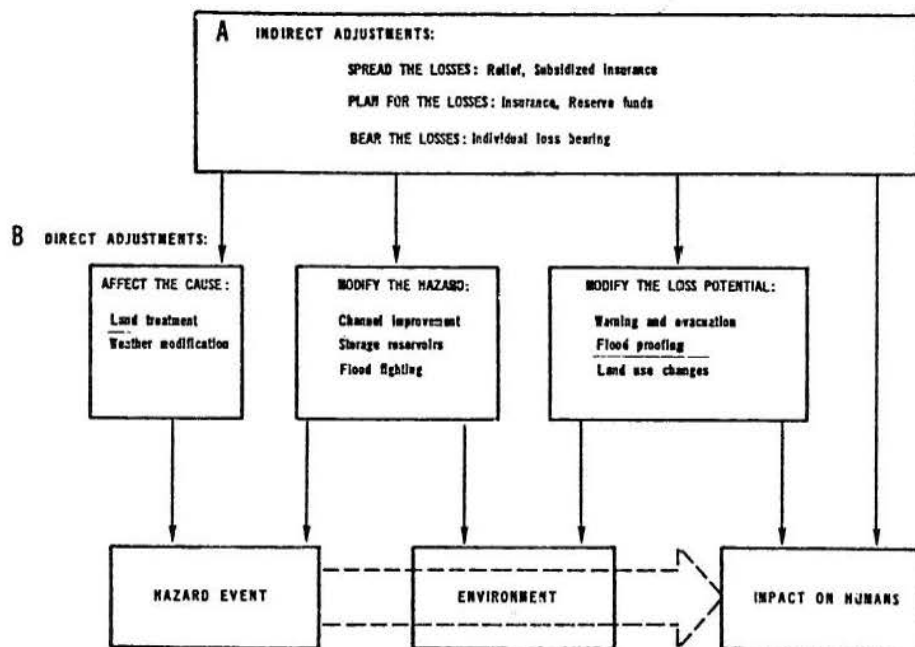 A INDIRECT ADJUSTMENTS:
SPREAD THE LOSSES: Relief, Subsidized insurance
PLAN FOR THE LOSSES: Insurance, Reserve funds
BEAR THE LOSSES: Individual loss bearing
B DIRECT ADJUSTMENTS:
AFFECT THE CAUSE:
Land treatment
Weather modification
MODIFY THE HAZARD:
Channel improvement
Storage reservoirs
Flood fighting
MODIFY THE LOSS POTENTIAL:
Warning and evacuation
Flood proofing
Land use changes
HAZARD EVENT
ENVIRONMENT
IMPACT ON HUMANS